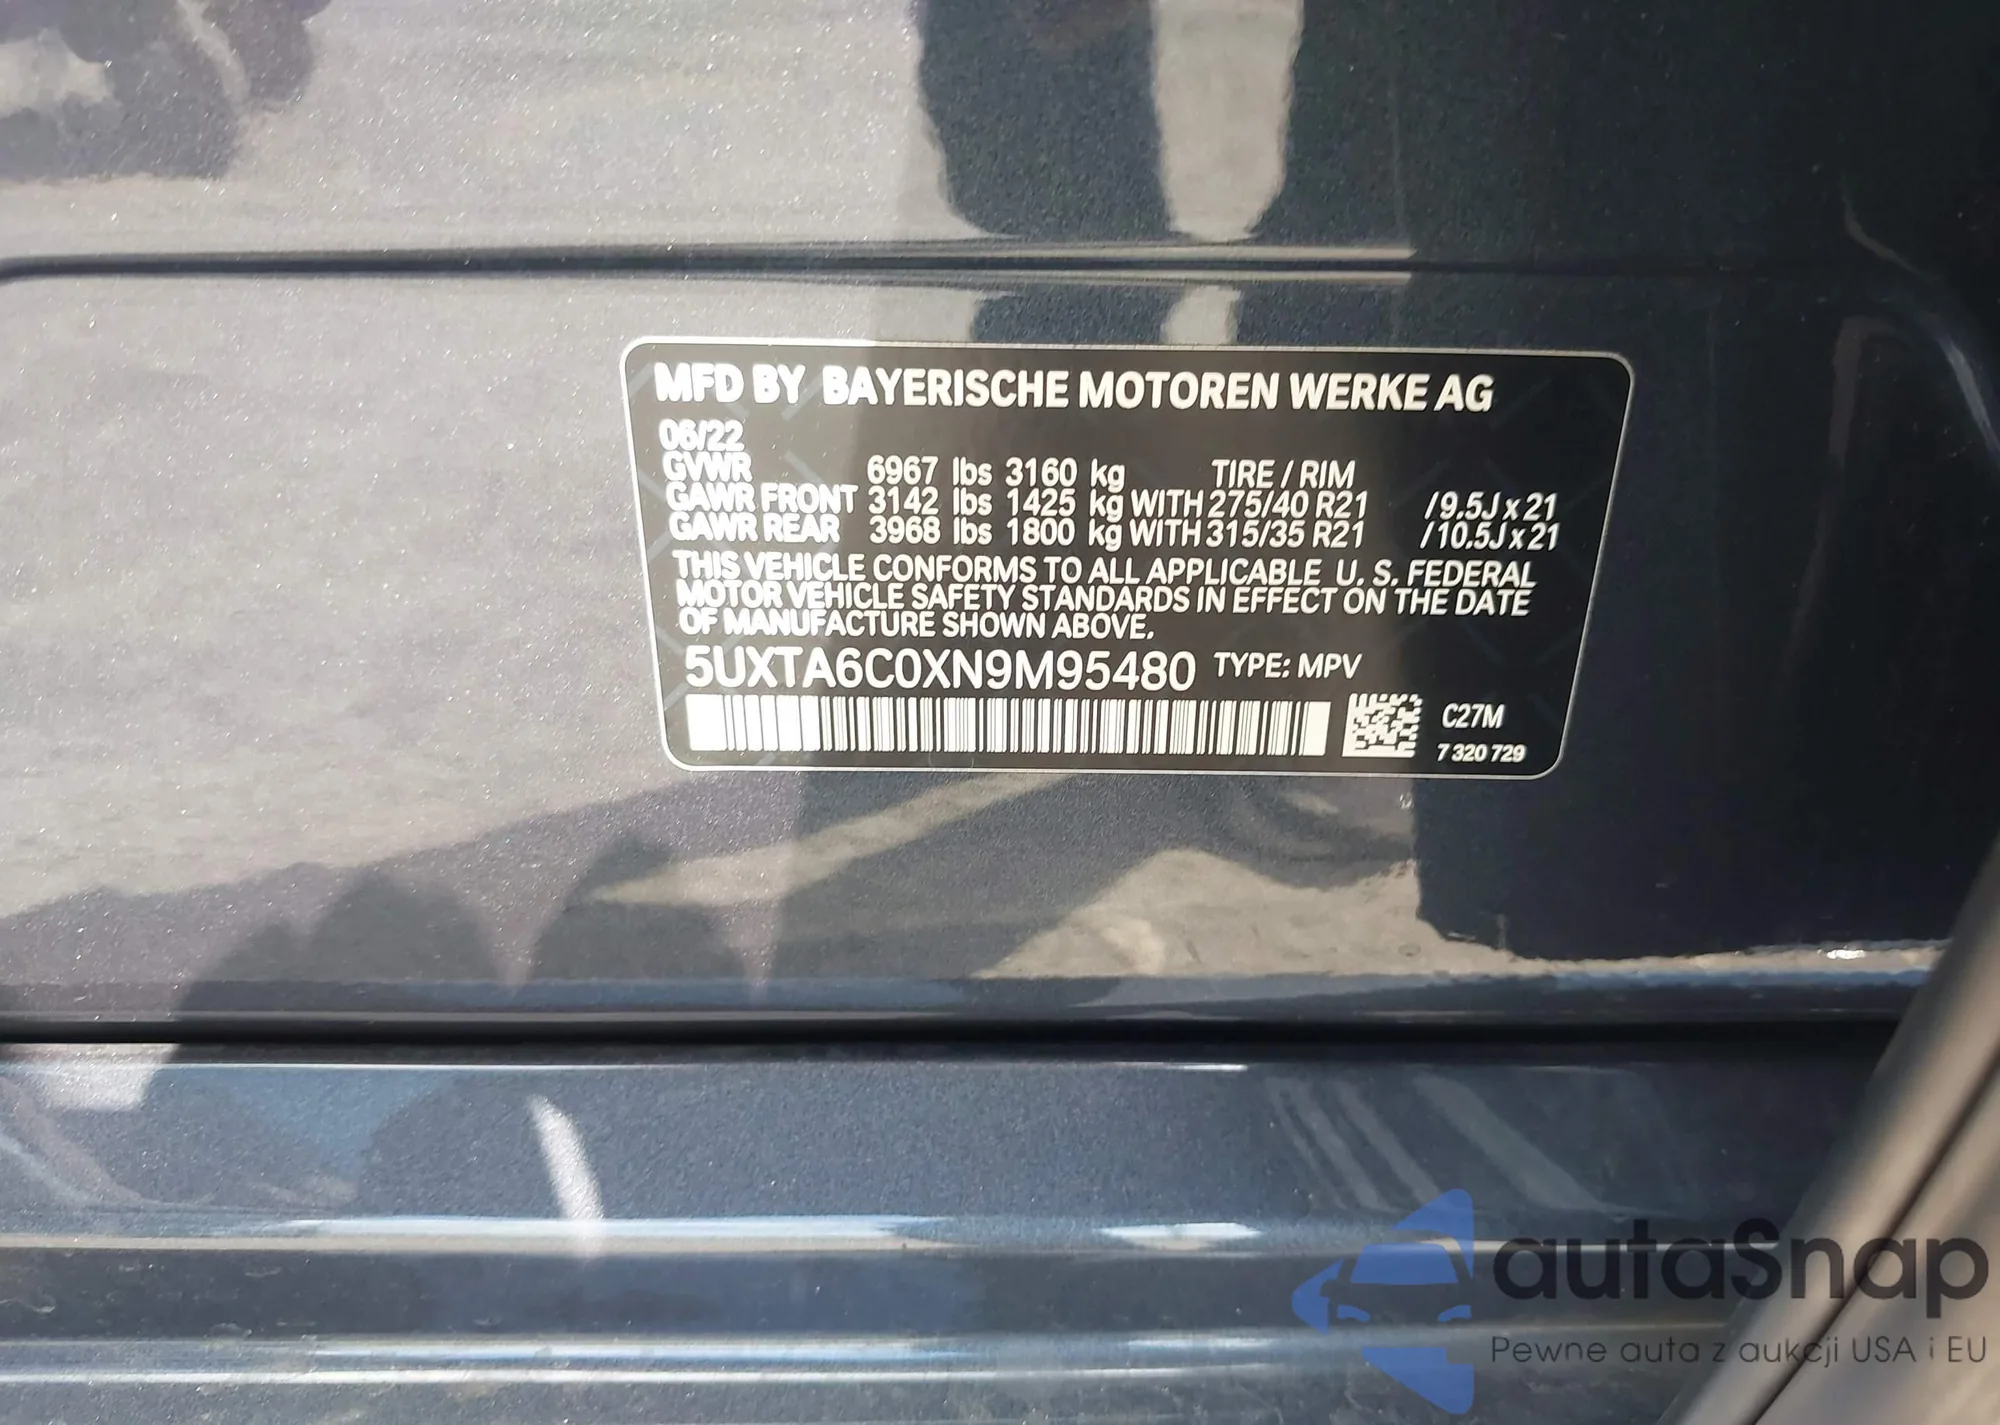 MFD BY BAYERISCHE MOTOREN WERKE AG
06/22
GVWR 6967 lbs 3160 kg TIRE / RIM
GAWR FRONT 3142 lbs 1425 kg WITH 275/40 R21 / 9.5J x 21
GAWR REAR 3968 lbs 1800 kg WITH 315/35 R21 / 10.5J x 21
THIS VEHICLE CONFORMS TO ALL APPLICABLE U. S. FEDERAL
MOTOR VEHICLE SAFETY STANDARDS IN EFFECT ON THE DATE
OF MANUFACTURE SHOWN ABOVE.
5UXTA6C0XN9M95480 TYPE: MPV
C27M
7 320 729
autaSnap
Pewne auta z aukcji USA i EU